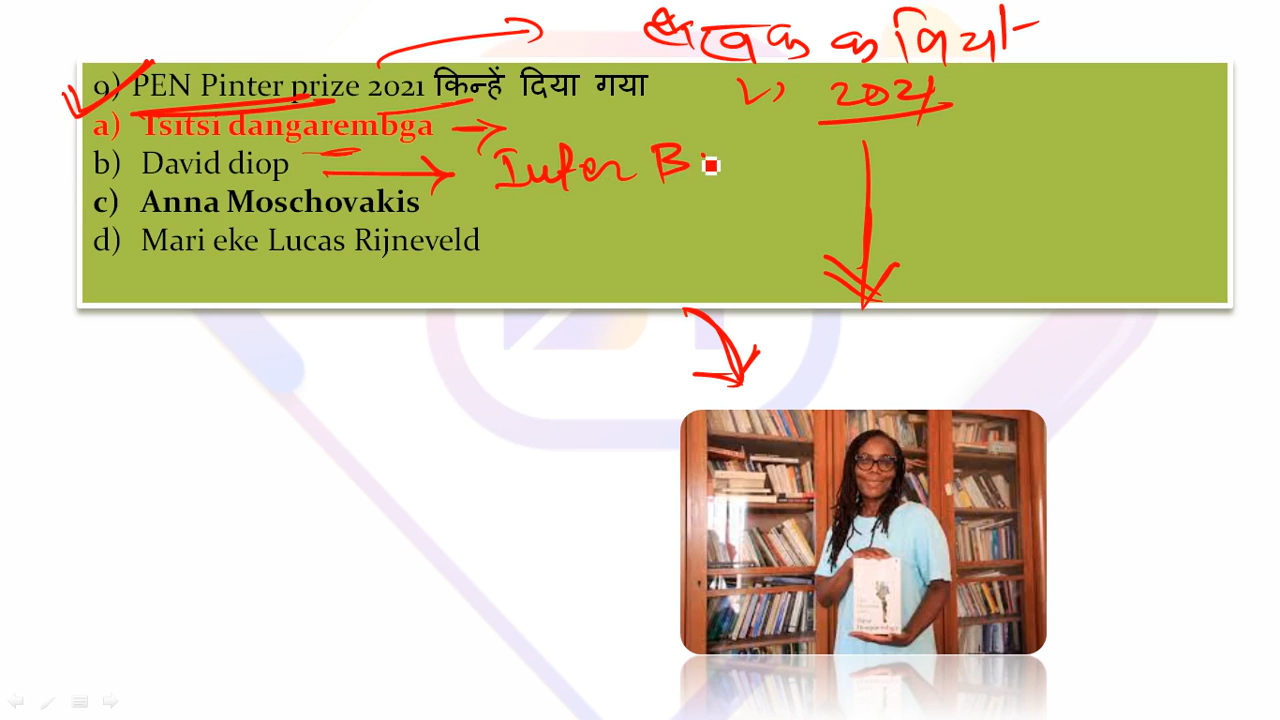 लेखक कवियो
2021
9) PEN Pinter prize 2021 किन्हें दिया गया
a) Tsitsi dangarembga
b) David diop
Inter B
c) Anna Moschovakis
d) Mari eke Lucas Rijneveld